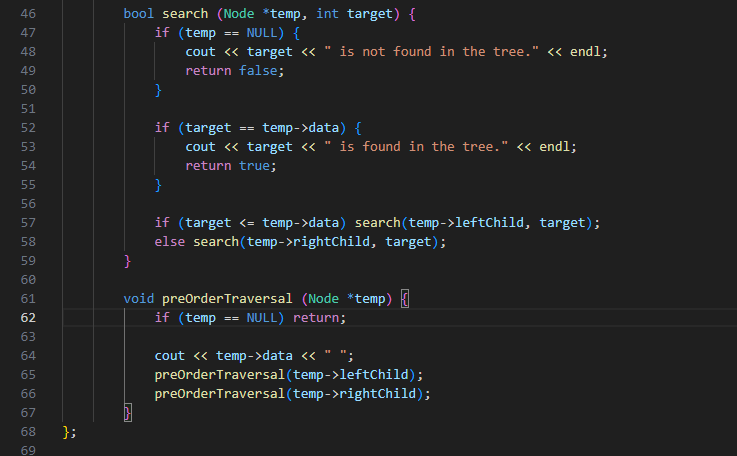 46 bool search (Node *temp, int target) {
47 if (temp == NULL) {
48 cout << target << " is not found in the tree." << endl;
49 return false;
50 }
51
52 if (target == temp->data) {
53 cout << target << " is found in the tree." << endl;
54 return true;
55 }
56
57 if (target <= temp->data) search(temp->leftChild, target);
58 else search(temp->rightChild, target);
59 }
60
61 void preOrderTraversal (Node *temp) {
62 if (temp == NULL) return;
63
64 cout << temp->data << " ";
65 preOrderTraversal(temp->leftChild);
66 preOrderTraversal(temp->rightChild);
67 }
68 };
69